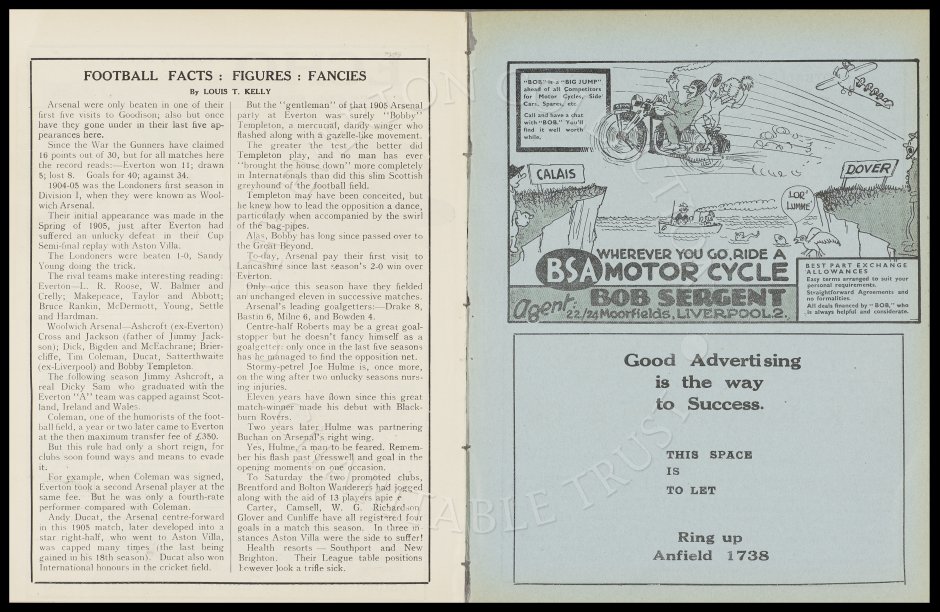 FOOTBALL FACTS : FIGURES : FANCIES
By LOUIS T. KELLY
Arsenal were only beaten in one of their
first five visits to Goodison; also but once
have they gone under in their last five ap-
pearances here.
Since the War the Gunners have claimed
16 points out of 30, but for all matches here
the record reads:—Everton won 11; drawn
5; lost 8. Goals for 40; against 34.
1904-05 was the Londoners first season in
Division I, when they were known as Wool-
wich Arsenal.
Their initial appearance was made in the
Spring of 1905, just after Everton had
suffered an unlucky defeat in their Cup
Semi-final replay with Aston Villa.
The Londoners were beaten 1-0, Sandy
Young doing the trick.
The rival teams make interesting reading:
Everton—L. R. Roose, W. Balmer and
Crelly; Makepeace, Taylor and Abbott;
Bruce Rankin, McDermott, Young, Settle
and Hardman.
Woolwich Arsenal—Ashcroft (ex-Everton)
Cross and Jackson (father of Jimmy Jack-
son); Dick, Bigden and McEachrane; Brier-
cliffe, Tim Coleman, Ducat, Satterthwaite
(ex-Liverpool) and Bobby Templeton.
The following season Jimmy Ashcroft, a
real Dicky Sam who graduated with the
Everton "A" team was capped against Scot-
land, Ireland and Wales.
Coleman, one of the humorists of the foot-
ball field, a year or two later came to Everton
at the then maximum transfer fee of £350.
But this rule had only a short reign, for
clubs soon found ways and means to evade
it.
For example, when Coleman was signed,
Everton took a second Arsenal player at the
same fee. But he was only a fourth-rate
performer compared with Coleman.
Andy Ducat, the Arsenal centre-forward
in this 1905 match, later developed into a
star right-half, who went to Aston Villa,
was capped many times (the last being
gained in his 18th season). Ducat also won
International honours in the cricket field.
But the "gentleman" of that 1905 Arsenal
party at Everton was surely "Bobby"
Templeton, a mercurial, dandy winger who
flashed along with a gazelle-like movement.
The greater the test the better did
Templeton play, and no man has ever
"brought the house down" more completely
in Internationals than did this slim Scottish
greyhound of the football field.
Templeton may have been conceited, but
he knew how to lead the opposition a dance,
particularly when accompanied by the swirl
of the bag-pipes.
Alas, Bobby has long since passed over to
the Great Beyond.
To-day, Arsenal pay their first visit to
Lancashire since last season's 2-0 win over
Everton.
Only once this season have they fielded
an unchanged eleven in successive matches.
Arsenal's leading goalgetters:—Drake 8,
Bastin 6, Milne 6, and Bowden 4.
Centre-half Roberts may be a great goal-
stopper but he doesn't fancy himself as a
goalgetter: only once in the last five seasons
has he managed to find the opposition net.
Stormy-petrel Joe Hulme is, once more,
on the wing after two unlucky seasons nurs-
ing injuries.
Eleven years have flown since this great
match-winner made his debut with Black-
burn Rovers.
Two years later Hulme was partnering
Buchan on Arsenal's right wing.
Yes, Hulme, a man to be feared. Remem-
ber his flash past Cresswell and goal in the
opening moments on one occasion.
To Saturday the two promoted clubs,
Brentford and Bolton Wanderers had jogged
along with the aid of 13 players apiece
Carter, Camsell, W. G. Richardson
Glover and Cunliffe have all registered four
goals in a match this season. In three in
stances Aston Villa were the side to suffer!
Health resorts — Southport and New
Brighton. Their League table positions
however look a trifle sick.
"BOB" is a "BIG JUMP"
ahead of all Competitors
for Motor Cycles, Side
Cars, Spares, etc.
Call and have a chat
with "BOB." You'll
find it well worth
while.
CALAIS
DOVER
LOR'
LUMME
BSA
WHEREVER YOU GO, RIDE A
MOTOR CYCLE
Agent: BOB SERGENT
22/24 Moorfields, LIVERPOOL 2.
BEST PART EXCHANGE
ALLOWANCES
Easy terms arranged to suit your
personal requirements.
Straightforward Agreements and
no formalities.
All deals financed by "BOB," who
is always helpful and considerate.
Good Advertising
is the way
to Success.
THIS SPACE
IS
TO LET
Ring up
Anfield 1738